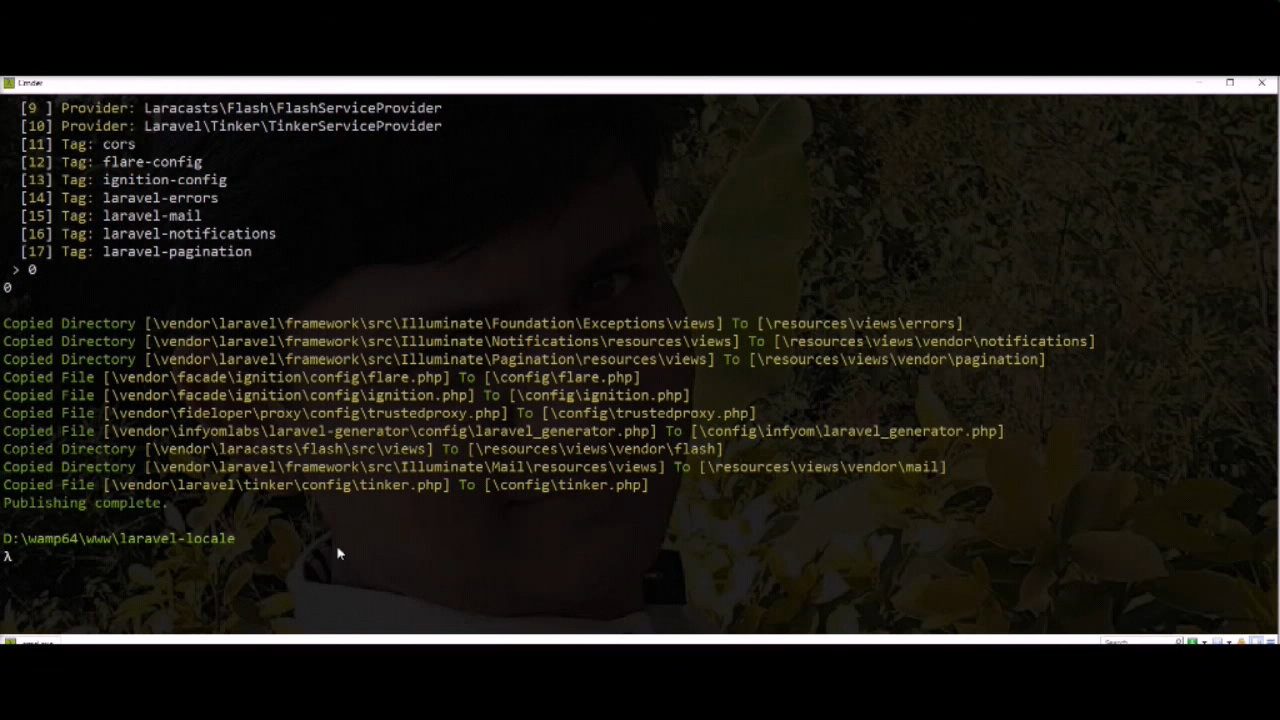 Cmder
[9 ] Provider: Laracasts\Flash\FlashServiceProvider
[10] Provider: Laravel\Tinker\TinkerServiceProvider
[11] Tag: cors
[12] Tag: flare-config
[13] Tag: ignition-config
[14] Tag: laravel-errors
[15] Tag: laravel-mail
[16] Tag: laravel-notifications
[17] Tag: laravel-pagination
> 0
0
Copied Directory [\vendor\laravel\framework\src\Illuminate\Foundation\Exceptions\views] To [\resources\views\errors]
Copied Directory [\vendor\laravel\framework\src\Illuminate\Notifications\resources\views] To [\resources\views\vendor\notifications]
Copied Directory [\vendor\laravel\framework\src\Illuminate\Pagination\resources\views] To [\resources\views\vendor\pagination]
Copied File [\vendor\facade\ignition\config\flare.php] To [\config\flare.php]
Copied File [\vendor\facade\ignition\config\ignition.php] To [\config\ignition.php]
Copied File [\vendor\fideloper\proxy\config\trustedproxy.php] To [\config\trustedproxy.php]
Copied File [\vendor\infyomlabs\laravel-generator\config\laravel_generator.php] To [\config\infyom\laravel_generator.php]
Copied Directory [\vendor\laracasts\flash\src\views] To [\resources\views\vendor\flash]
Copied Directory [\vendor\laravel\framework\src\Illuminate\Mail\resources\views] To [\resources\views\vendor\mail]
Copied File [\vendor\laravel\tinker\config\tinker.php] To [\config\tinker.php]
Publishing complete.
D:\wamp64\www\laravel-locale
λ
Search